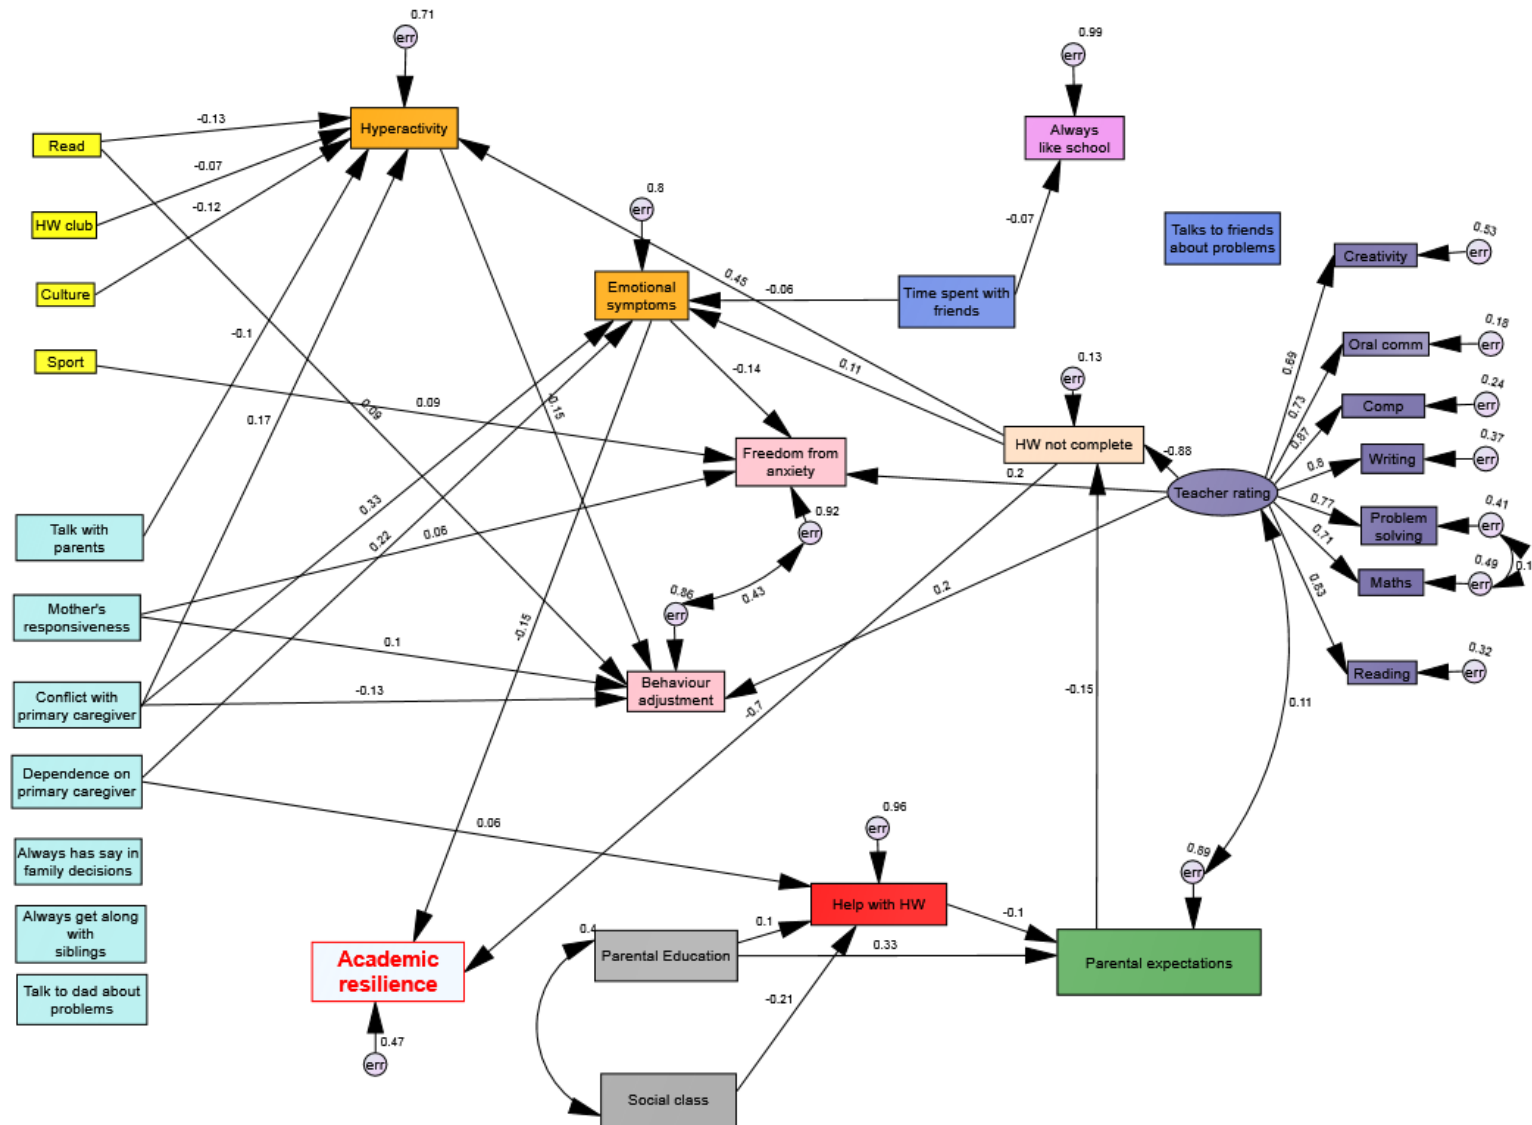 0.71
err
0.99
err
-0.13
Hyperactivity
Always
like school
Read
-0.07
0.8
err
-0.12
-0.07
HW club
Talks to friends
about problems
0.53
err
Creativity
0.45
Culture
Emotional
symptoms
-0.06
Time spent with
friends
-0.1
0.18
err
Oral comm
0.69
Sport
-0.14
0.11
0.13
err
0.24
err
Comp
0.73
0.09
0.09
-0.15
0.17
0.87
HW not complete
-0.88
0.37
err
Writing
0.8
Freedom from
anxiety
0.2
Teacher rating
0.77
0.33
0.92
err
0.41
err
Problem
solving
Talk with
parents
0.06
0.22
0.71
0.1
0.49
err
Maths
0.83
0.86
err
0.43
0.2
Mother's
responsiveness
-0.15
0.1
0.32
err
Reading
-0.13
Behaviour
adjustment
Conflict with
primary caregiver
-0.7
-0.15
0.11
Dependence on
primary caregiver
0.06
0.96
err
Always has say in
family decisions
0.89
err
Help with HW
-0.1
Always get along
with
siblings
0.4
0.1
Parental Education
0.33
Academic
resilience
Parental expectations
Talk to dad about
problems
-0.21
0.47
err
Social class